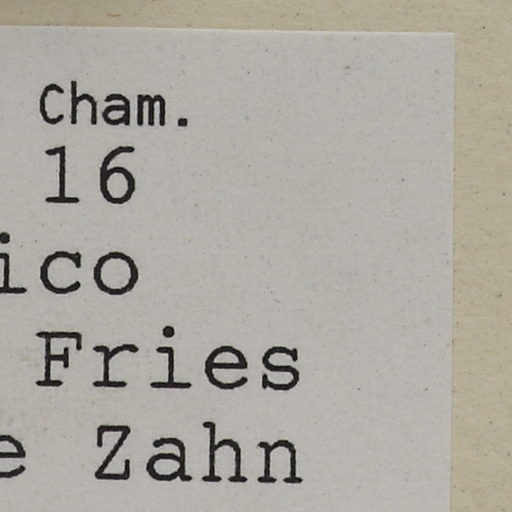 Cham.
16
ico
Fries
e Zahn